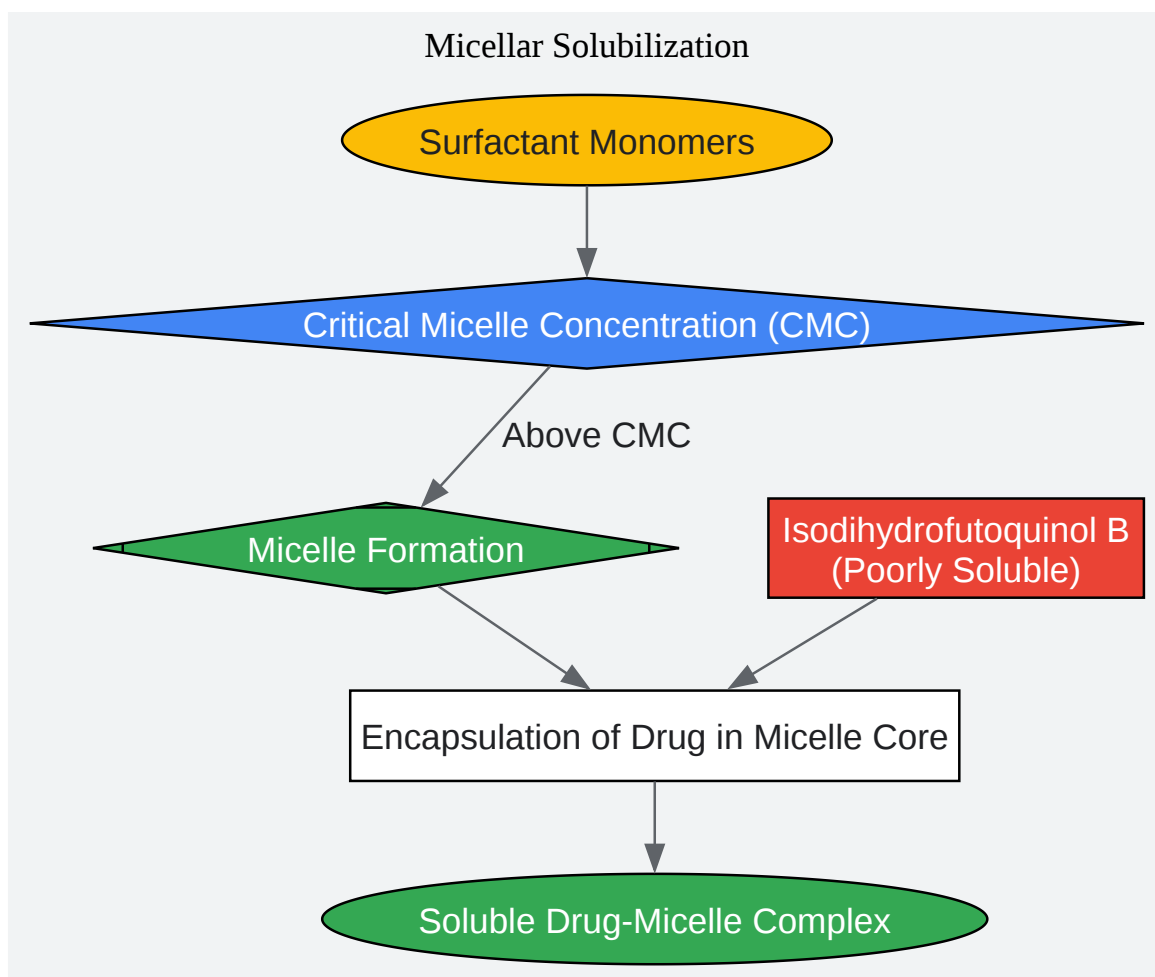 Micellar Solubilization
Surfactant Monomers
Critical Micelle Concentration (CMC)
Above CMC
Micelle Formation
Isodihydrofutoquinol B
(Poorly Soluble)
Encapsulation of Drug in Micelle Core
Soluble Drug-Micelle Complex